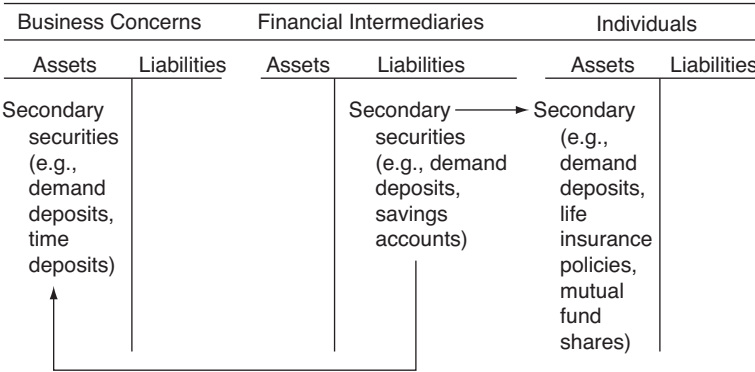 Business Concerns
Financial Intermediaries
Individuals
Assets
Liabilities
Assets
Liabilities
Assets
Liabilities
Secondary
securities
(e.g.,
demand
deposits,
time
deposits)
Secondary
securities
(e.g., demand
deposits,
savings
accounts)
Secondary
(e.g.,
demand
deposits,
life
insurance
policies,
mutual
fund
shares)